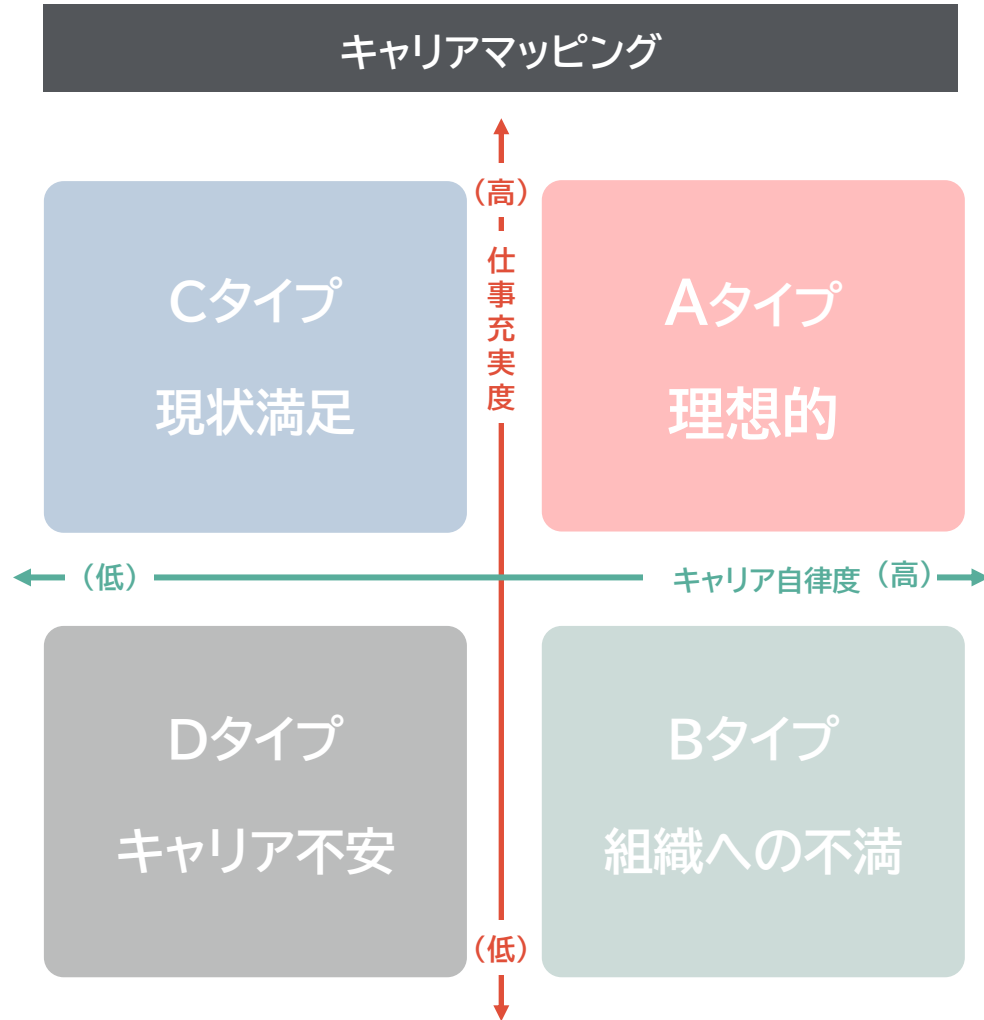 キャリアマッピング
（高）
仕事充実度
Cタイプ
現状満足
Aタイプ
理想的
（低）
キャリア自律度（高）
Dタイプ
キャリア不安
Bタイプ
組織への不満
（低）